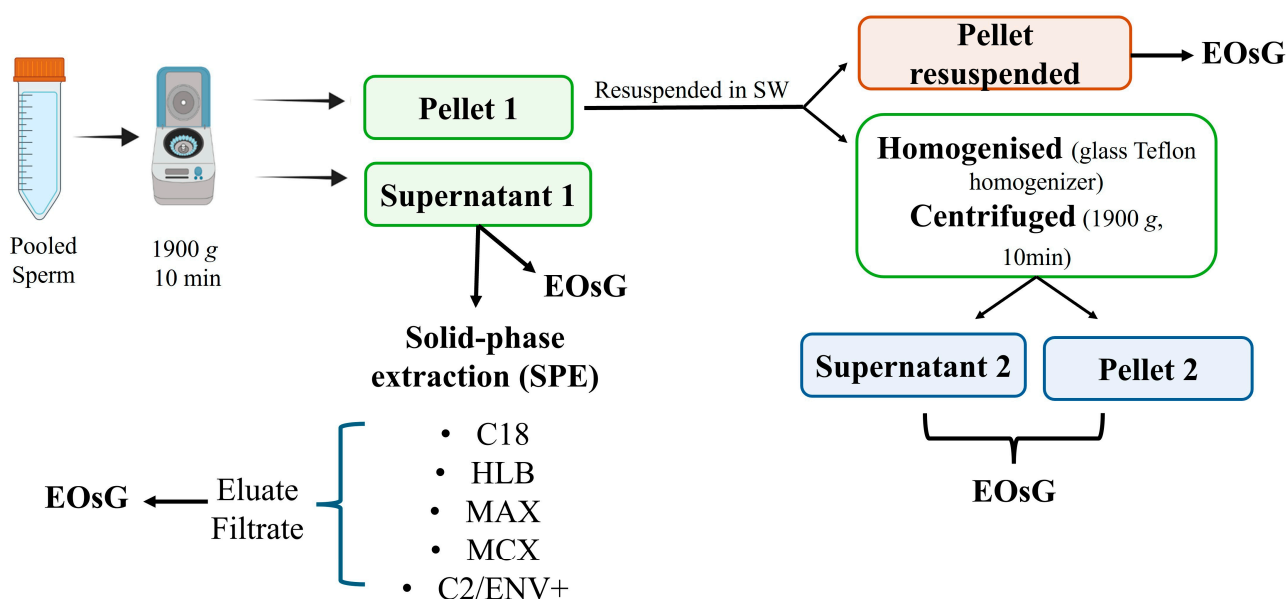 Pooled
Sperm
1900 g
10 min
Pellet 1
Supernatant 1
EOsG
Solid-phase
extraction (SPE)
• C18
• HLB
• MAX
• MCX
• C2/ENV+
Eluate
Filtrate
EOsG
Resuspended in SW
Pellet
resuspended
EOsG
Homogenised (glass Teflon
homogenizer)
Centrifuged (1900 g,
10min)
Supernatant 2
Pellet 2
EOsG